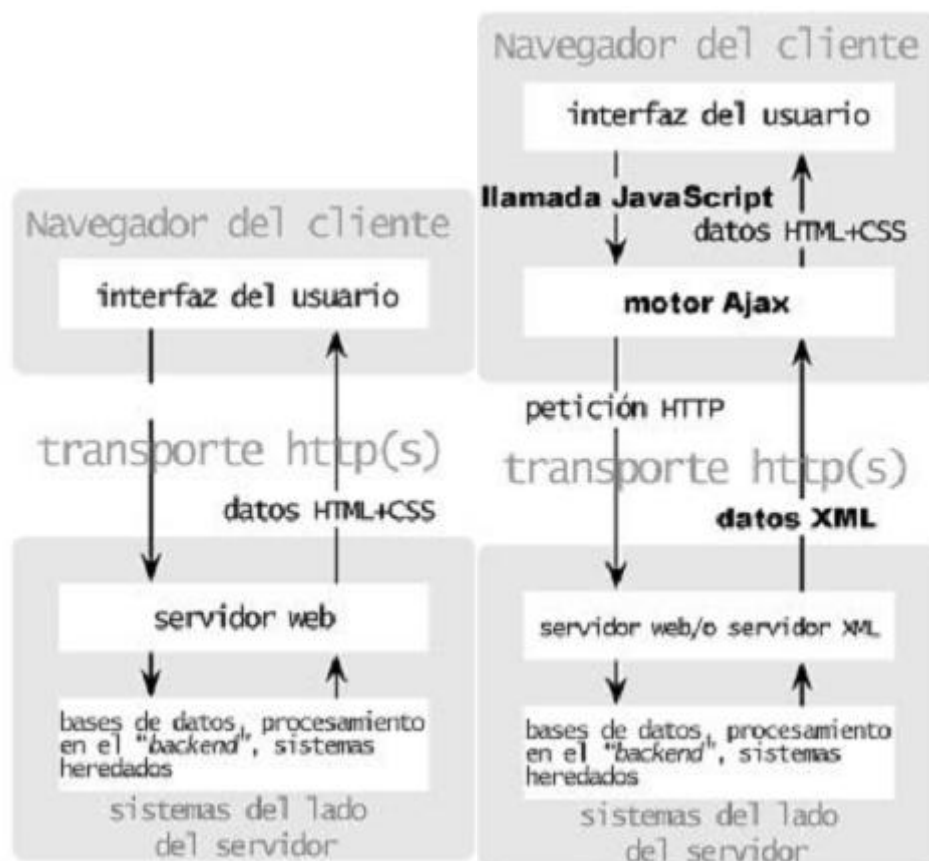 Navegador del cliente
interfaz del usuario
transporte http(s)
datos HTML+CSS
servidor web
bases de datos, procesamiento
en el "backend", sistemas
heredados
sistemas del lado
del servidor
Navegador del cliente
interfaz del usuario
llamada JavaScript
datos HTML+CSS
motor Ajax
petición HTTP
transporte http(s)
datos XML
servidor web/o servidor XML
bases de datos, procesamiento
en el "backend", sistemas
heredados
sistemas del lado
del servidor